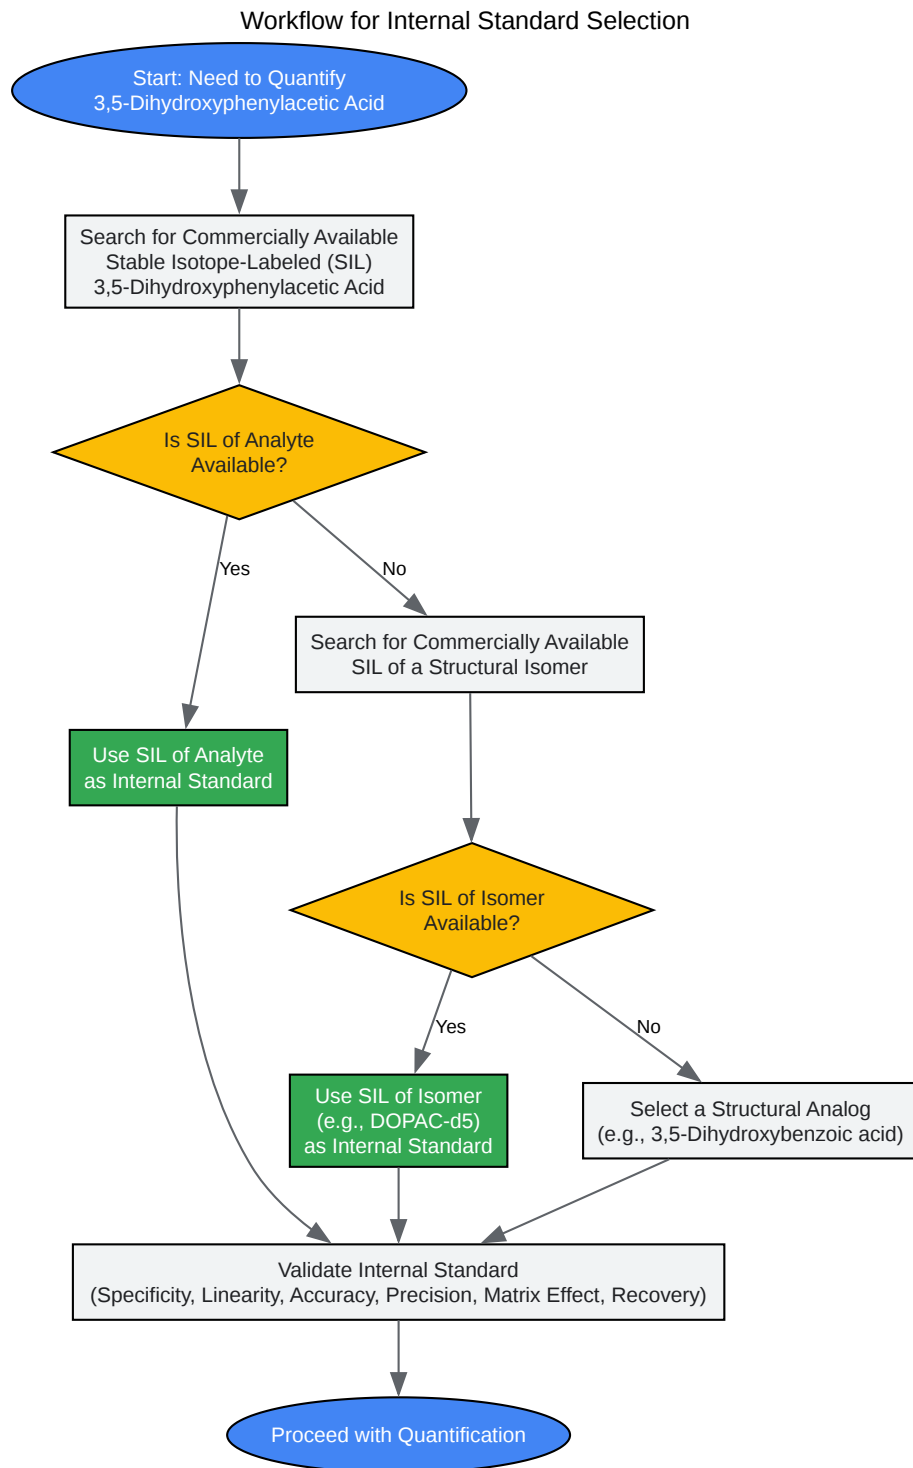 Workflow for Internal Standard Selection
Start: Need to Quantify
3,5-Dihydroxyphenylacetic Acid
Search for Commercially Available
Stable Isotope-Labeled (SIL)
3,5-Dihydroxyphenylacetic Acid
Is SIL of Analyte
Available?
Yes
No
Search for Commercially Available
SIL of a Structural Isomer
Use SIL of Analyte
as Internal Standard
Is SIL of Isomer
Available?
Yes
No
Use SIL of Isomer
(e.g., DOPAC-d5)
as Internal Standard
Select a Structural Analog
(e.g., 3,5-Dihydroxybenzoic acid)
Validate Internal Standard
(Specificity, Linearity, Accuracy, Precision, Matrix Effect, Recovery)
Proceed with Quantification